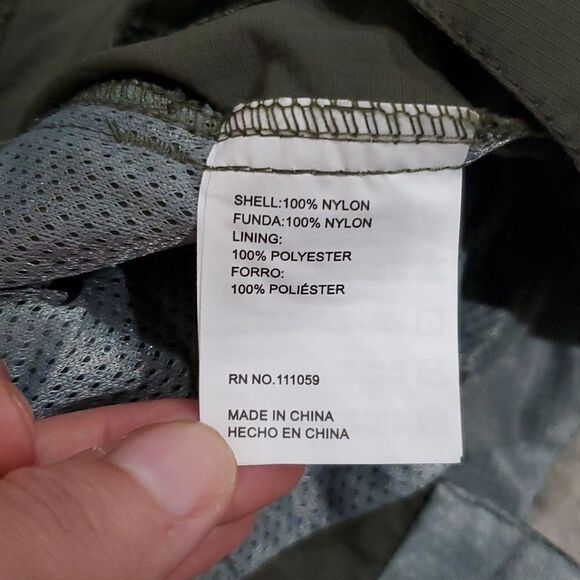 SHELL:100% NYLON
FUNDA:100% NYLON
LINING:
100% POLYESTER
FORRO:
100% POLIÉSTER
RN NO.111059
MADE IN CHINA
HECHO EN CHINA